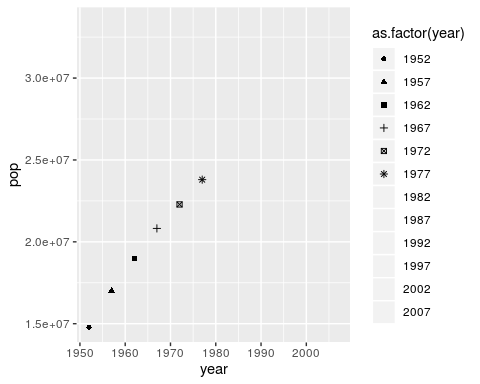 as.factor(year)
1952
1957
1962
1967
1972
1977
1982
1987
1992
1997
2002
2007
pop
3.0e+07
2.5e+07
2.0e+07
1.5e+07
1950 1960 1970 1980 1990 2000
year